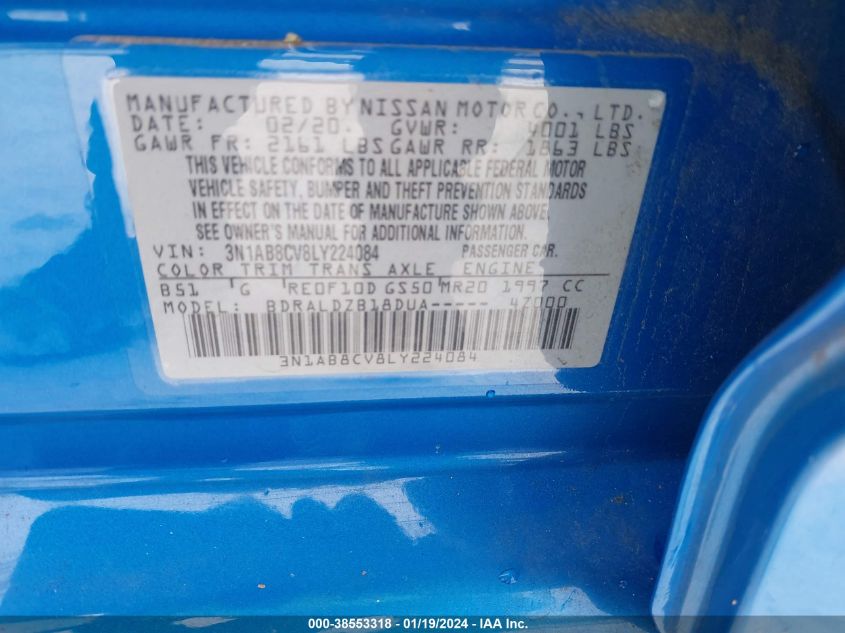 MANUFACTURED BY NISSAN MOTOR CO., LTD.
DATE: 02/20. GVWR: 4001 LBS
GAWR FR: 2161 LBS GAWR RR: 1863 LBS
THIS VEHICLE CONFORMS TO ALL APPLICABLE FEDERAL MOTOR
VEHICLE SAFETY, BUMPER AND THEFT PREVENTION STANDARDS
IN EFFECT ON THE DATE OF MANUFACTURE SHOWN ABOVE.
SEE OWNER'S MANUAL FOR ADDITIONAL INFORMATION.
VIN: 3N1AB8CV8LY224084 PASSENGER CAR.
COLOR TRIM TRANS AXLE ENGINE
B51 G RE0F10D GS50 MR20 1997 CC
MODEL: BDRALDZB18DUA----- 4Z000
3N1AB8CV8LY224084
000-38553318 - 01/19/2024 - IAA Inc.